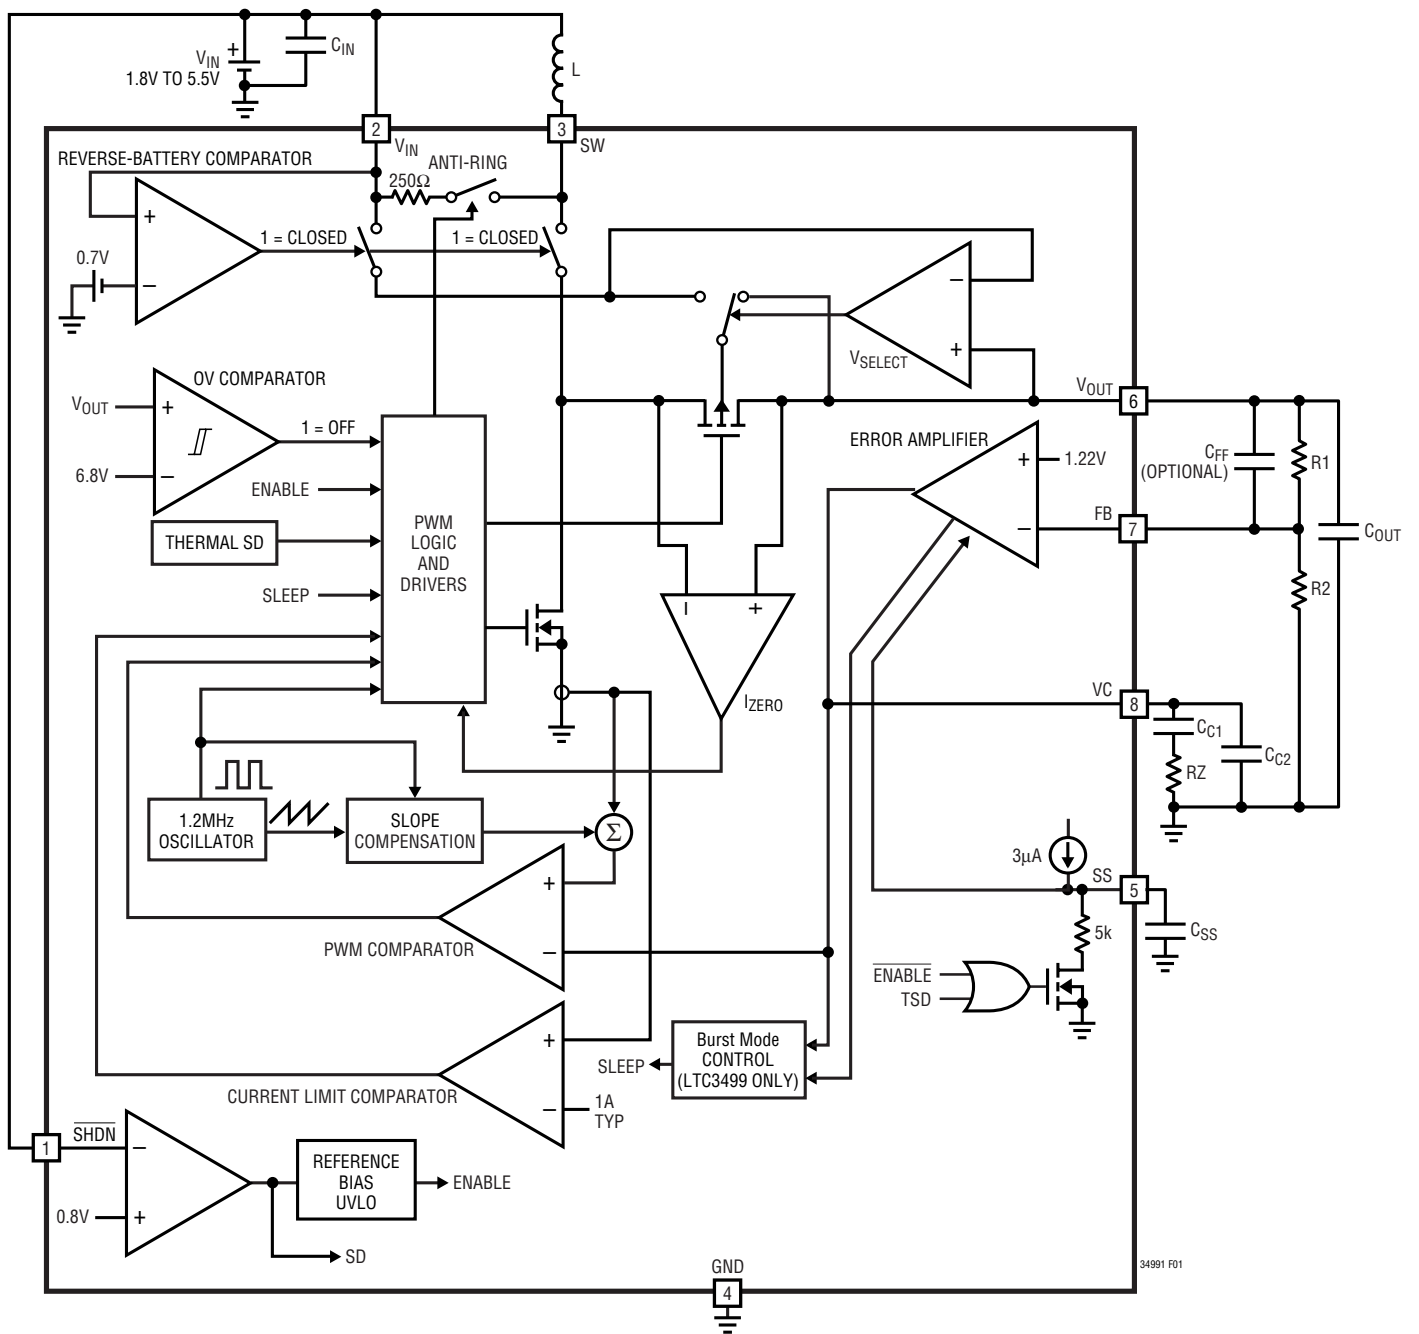 VIN
1.8V TO 5.5V
+
CIN
L
2
VIN
3
SW
REVERSE-BATTERY COMPARATOR
ANTI-RING
250Ω
+
–
0.7V
1 = CLOSED
1 = CLOSED
–
+
VSELECT
VOUT
6
OV COMPARATOR
VOUT
+
6.8V
–
1 = OFF
ENABLE
THERMAL SD
SLEEP
PWM
LOGIC
AND
DRIVERS
ERROR AMPLIFIER
+
1.22V
–
FB
7
CFF
(OPTIONAL)
R1
R2
COUT
–
+
IZERO
VC
8
CC1
RZ
CC2
1.2MHz
OSCILLATOR
SLOPE
COMPENSATION
Σ
3µA
SS
5
CSS
5k
ENABLE
TSD
+
–
PWM COMPARATOR
+
–
1A
TYP
CURRENT LIMIT COMPARATOR
SLEEP
Burst Mode
CONTROL
(LTC3499 ONLY)
1
SHDN
–
0.8V
+
REFERENCE
BIAS
UVLO
ENABLE
SD
GND
4
34991 F01